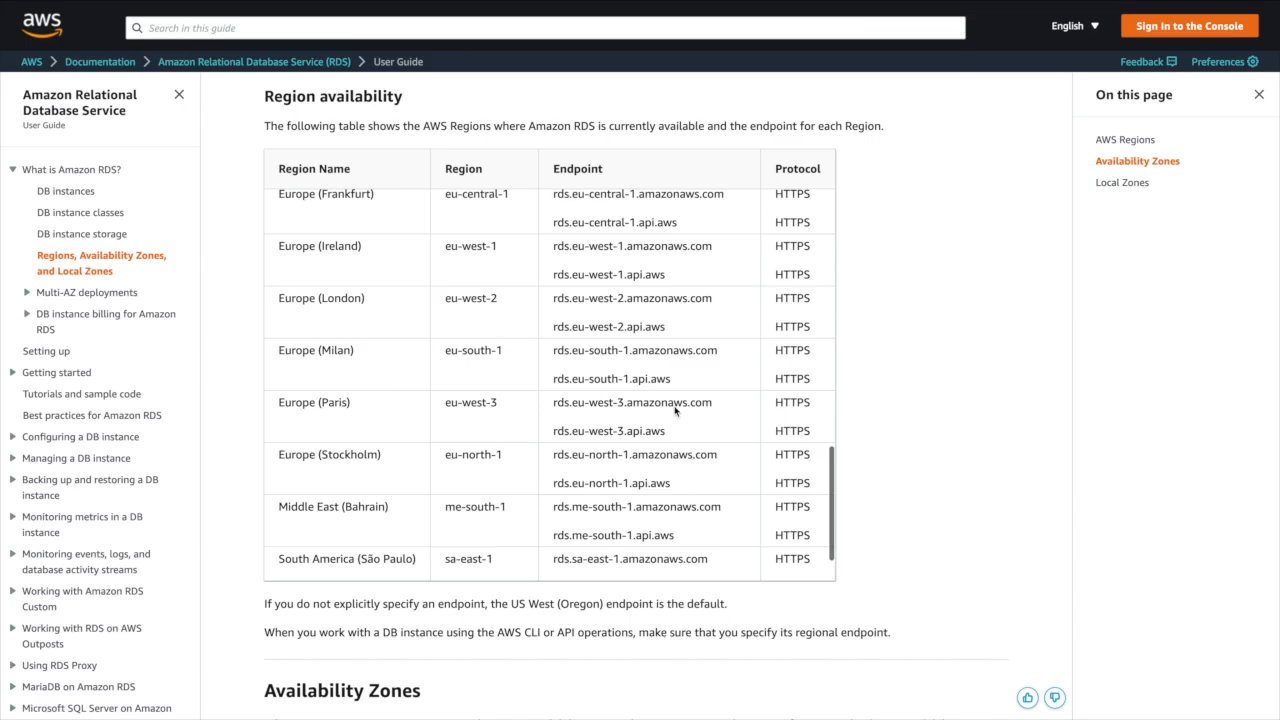 aws
Search in this guide
English
Sign In to the Console
AWS
Documentation
Amazon Relational Database Service (RDS)
User Guide
Feedback
Preferences
Amazon Relational
Database Service
User Guide
What is Amazon RDS?
DB instances
DB instance classes
DB instance storage
Regions, Availability Zones,
and Local Zones
Multi-AZ deployments
DB instance billing for Amazon
RDS
Setting up
Getting started
Tutorials and sample code
Best practices for Amazon RDS
Configuring a DB instance
Managing a DB instance
Backing up and restoring a DB
instance
Monitoring metrics in a DB
instance
Monitoring events, logs, and
database activity streams
Working with Amazon RDS
Custom
Working with RDS on AWS
Outposts
Using RDS Proxy
MariaDB on Amazon RDS
Microsoft SQL Server on Amazon
Region availability
The following table shows the AWS Regions where Amazon RDS is currently available and the endpoint for each Region.
Region Name Region Endpoint Protocol
Europe (Frankfurt) eu-central-1 rds.eu-central-1.amazonaws.com HTTPS
rds.eu-central-1.api.aws HTTPS
Europe (Ireland) eu-west-1 rds.eu-west-1.amazonaws.com HTTPS
rds.eu-west-1.api.aws HTTPS
Europe (London) eu-west-2 rds.eu-west-2.amazonaws.com HTTPS
rds.eu-west-2.api.aws HTTPS
Europe (Milan) eu-south-1 rds.eu-south-1.amazonaws.com HTTPS
rds.eu-south-1.api.aws HTTPS
Europe (Paris) eu-west-3 rds.eu-west-3.amazonaws.com HTTPS
rds.eu-west-3.api.aws HTTPS
Europe (Stockholm) eu-north-1 rds.eu-north-1.amazonaws.com HTTPS
rds.eu-north-1.api.aws HTTPS
Middle East (Bahrain) me-south-1 rds.me-south-1.amazonaws.com HTTPS
rds.me-south-1.api.aws HTTPS
South America (São Paulo) sa-east-1 rds.sa-east-1.amazonaws.com HTTPS
If you do not explicitly specify an endpoint, the US West (Oregon) endpoint is the default.
When you work with a DB instance using the AWS CLI or API operations, make sure that you specify its regional endpoint.
Availability Zones
On this page
AWS Regions
Availability Zones
Local Zones